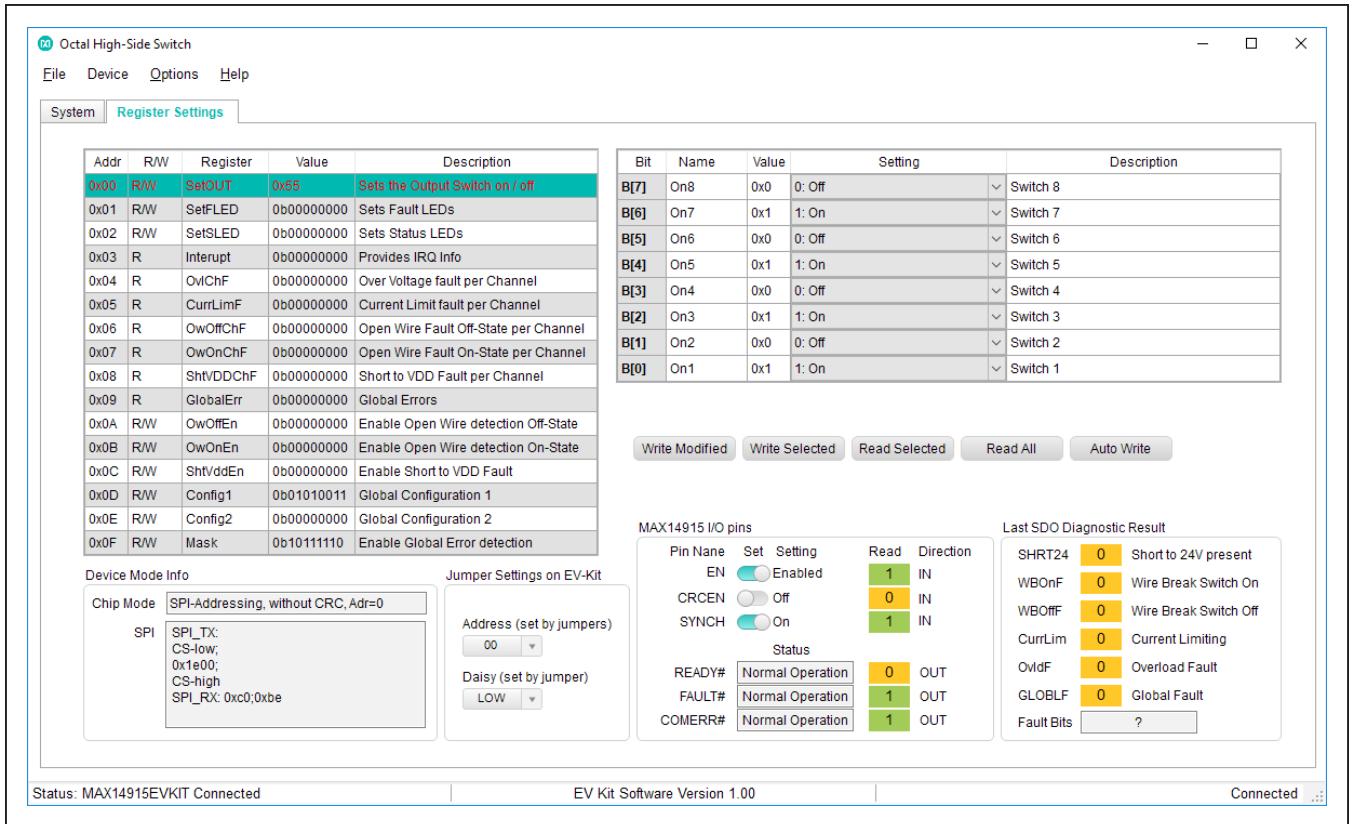 Octal High-Side Switch
File Device Options Help
System Register Settings
Addr R/W Register Value Description
0x00 R/W SetOUT 0x55 Sets the Output Switch on / off
0x01 R/W SetFLED 0b00000000 Sets Fault LEDs
0x02 R/W SetSLED 0b00000000 Sets Status LEDs
0x03 R Interupt 0b00000000 Provides IRQ Info
0x04 R OvlChF 0b00000000 Over Voltage fault per Channel
0x05 R CurrLimF 0b00000000 Current Limit fault per Channel
0x06 R OwOffChF 0b00000000 Open Wire Fault Off-State per Channel
0x07 R OwOnChF 0b00000000 Open Wire Fault On-State per Channel
0x08 R ShtVDDChF 0b00000000 Short to VDD Fault per Channel
0x09 R GlobalErr 0b00000000 Global Errors
0x0A R/W OwOffEn 0b00000000 Enable Open Wire detection Off-State
0x0B R/W OwOnEn 0b00000000 Enable Open Wire detection On-State
0x0C R/W ShtVddEn 0b00000000 Enable Short to VDD Fault
0x0D R/W Config1 0b01010011 Global Configuration 1
0x0E R/W Config2 0b00000000 Global Configuration 2
0x0F R/W Mask 0b10111110 Enable Global Error detection
Bit Name Value Setting Description
B[7] On8 0x0 0: Off Switch 8
B[6] On7 0x1 1: On Switch 7
B[5] On6 0x0 0: Off Switch 6
B[4] On5 0x1 1: On Switch 5
B[3] On4 0x0 0: Off Switch 4
B[2] On3 0x1 1: On Switch 3
B[1] On2 0x0 0: Off Switch 2
B[0] On1 0x1 1: On Switch 1
Write Modified Write Selected Read Selected Read All Auto Write
Device Mode Info
Chip Mode SPI-Addressing, without CRC, Adr=0
SPI SPI_TX:
CS-low;
0x1e00;
CS-high
SPI_RX: 0xc0;0xbe
Jumper Settings on EV-Kit
Address (set by jumpers)
00
Daisy (set by jumper)
LOW
MAX14915 I/O pins
Pin Nane Set Setting Read Direction
EN Enabled 1 IN
CRCEN Off 0 IN
SYNCH On 1 IN
Status
READY# Normal Operation 0 OUT
FAULT# Normal Operation 1 OUT
COMERR# Normal Operation 1 OUT
Last SDO Diagnostic Result
SHRT24 0 Short to 24V present
WBOnF 0 Wire Break Switch On
WBOffF 0 Wire Break Switch Off
CurrLim 0 Current Limiting
OvldF 0 Overload Fault
GLOBLF 0 Global Fault
Fault Bits ?
Status: MAX14915EVKIT Connected EV Kit Software Version 1.00 Connected